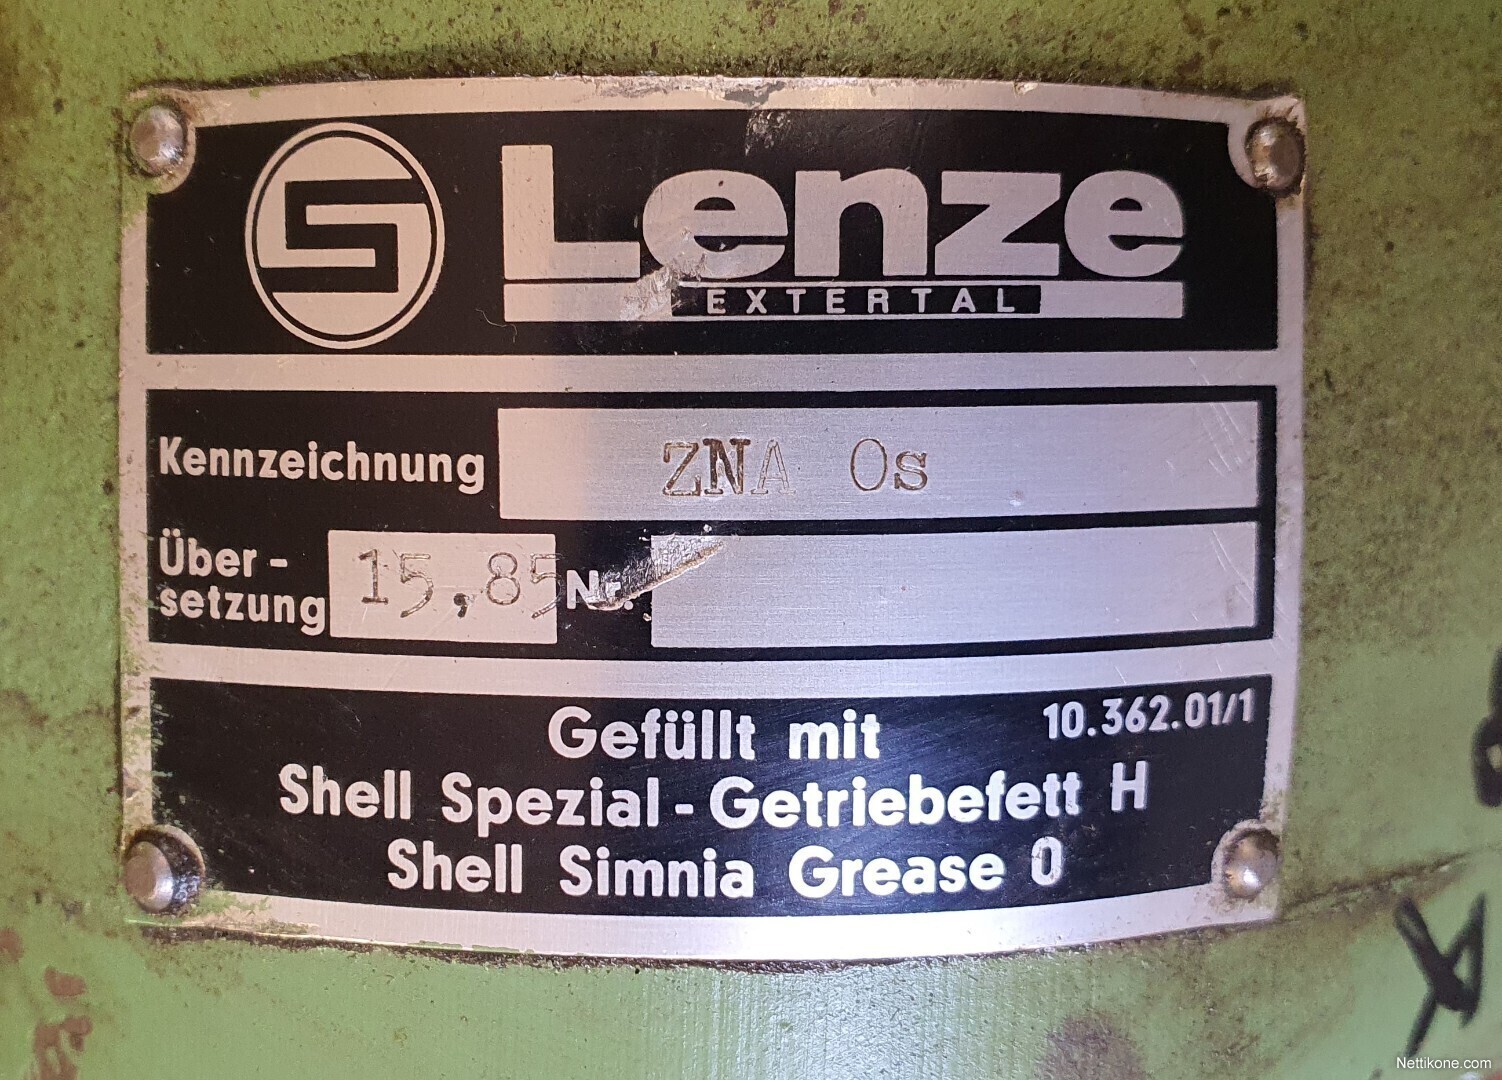 Lenze
EXTERTAL
Kennzeichnung ZNA 0s
Über-
setzung 15,85 Nr.
10.362.01/1
Gefüllt mit
Shell Spezial-Getriebefett H
Shell Simnia Grease 0
Nettikone.com